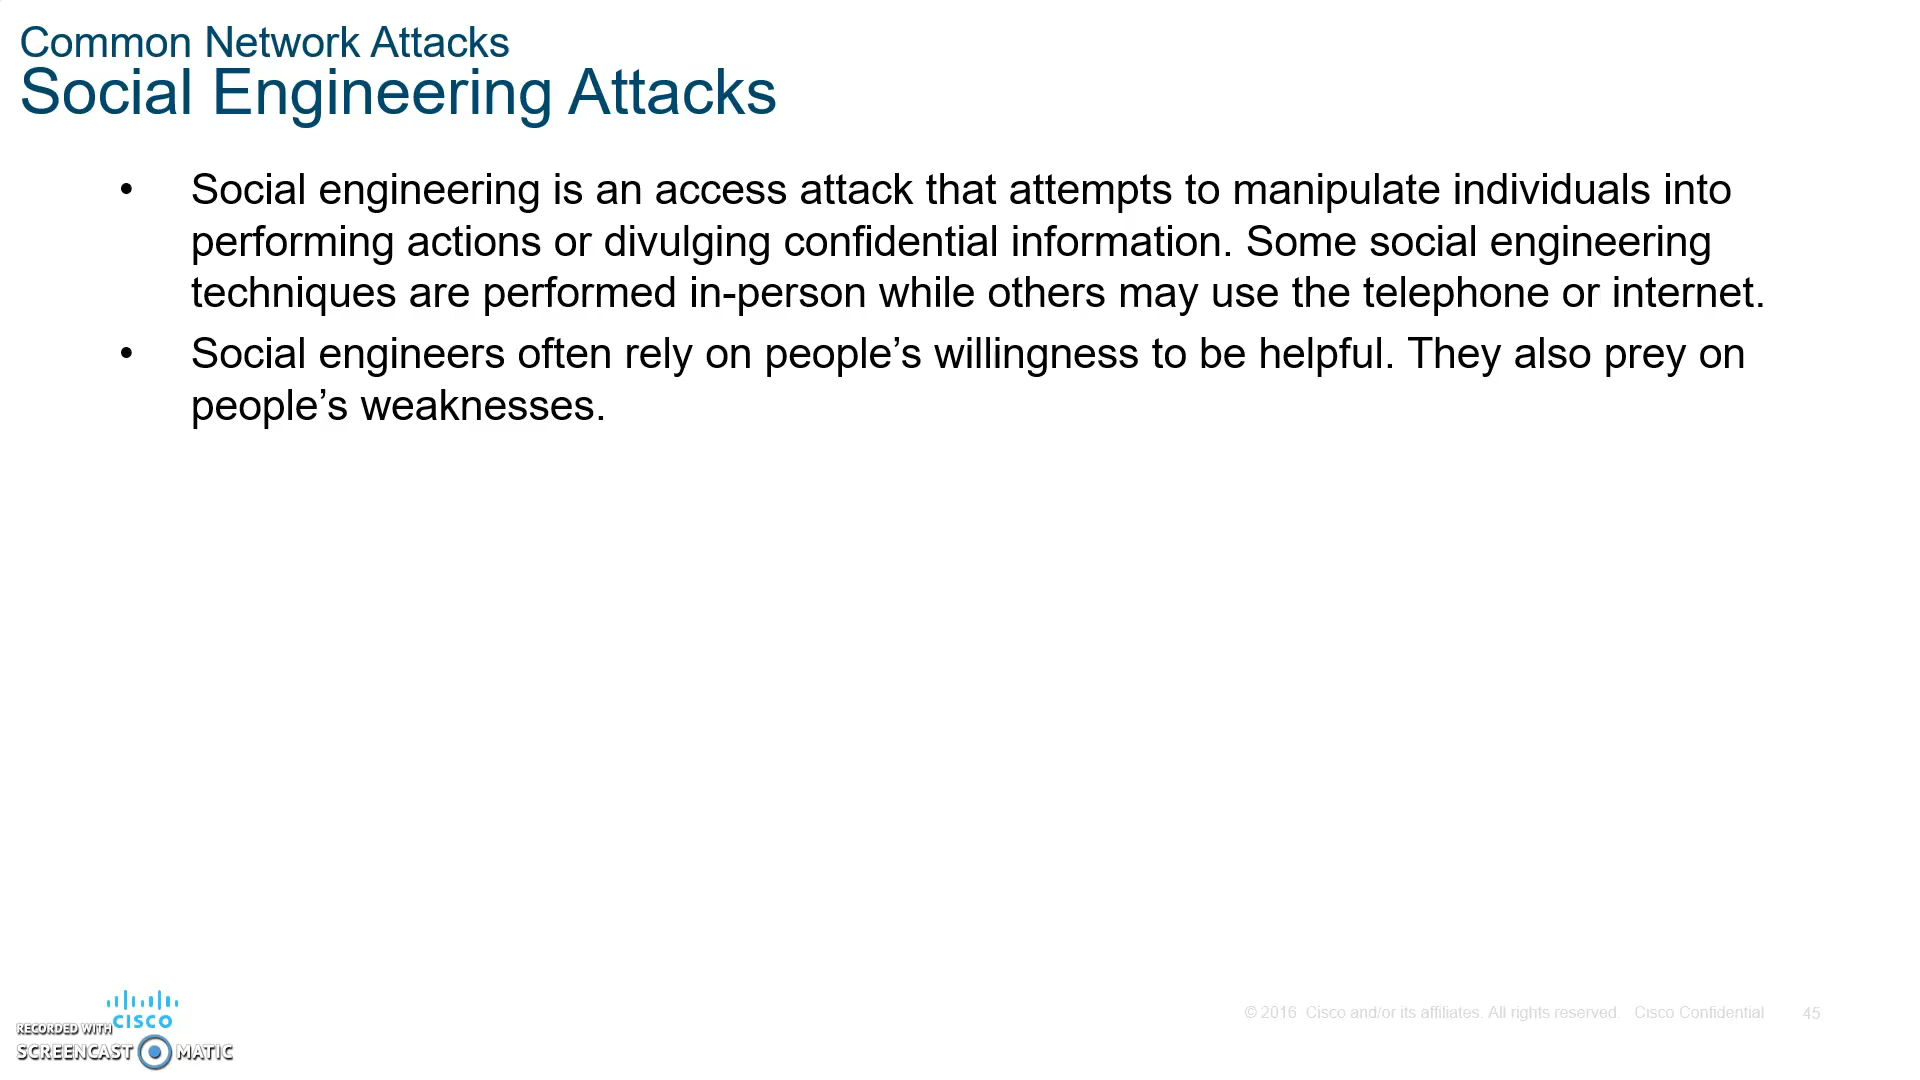 Common Network Attacks
Social Engineering Attacks
• Social engineering is an access attack that attempts to manipulate individuals into
performing actions or divulging confidential information. Some social engineering
techniques are performed in-person while others may use the telephone or internet.
• Social engineers often rely on people’s willingness to be helpful. They also prey on
people’s weaknesses.
CISCO
RECORDED WITH
SCREENCAST MATIC
© 2016 Cisco and/or its affiliates. All rights reserved. Cisco Confidential 45